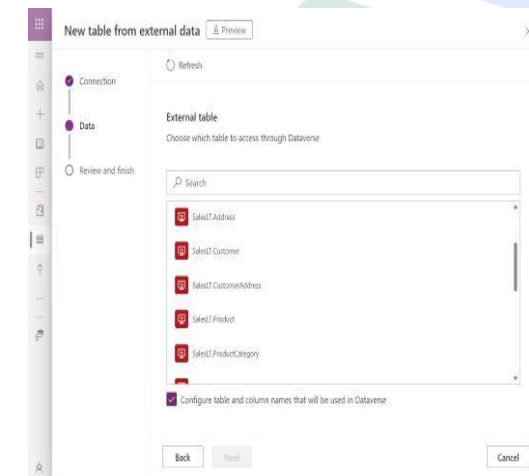 New table from external data
Preview
Refresh
Connection
Data
Review and finish
External table
Choose which table to access through Dataverse
Search
SalesLT.Address
SalesLT.Customer
SalesLT.CustomerAddress
SalesLT.Product
SalesLT.ProductCategory
Configure table and column names that will be used in Dataverse
Back
Next
Cancel